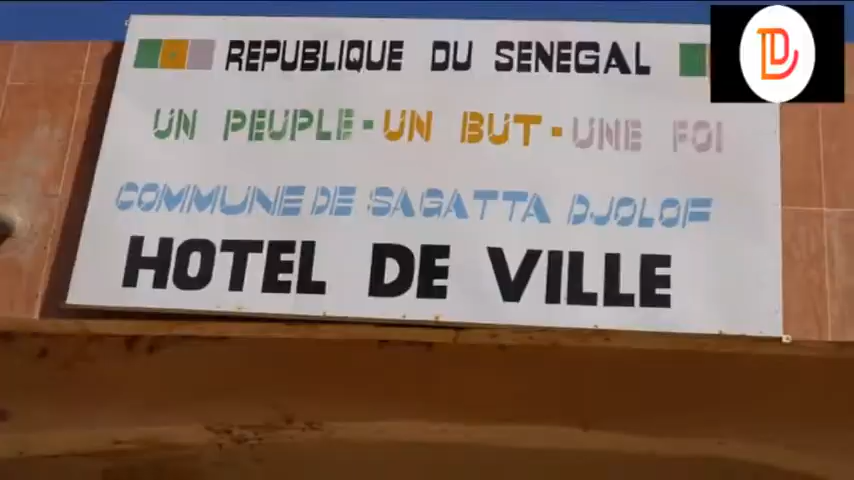 REPUBLIQUE DU SENEGAL
UN PEUPLE - UN BUT - UNE FOI
COMMUNE DE SAGATTA DJOLOF
HOTEL DE VILLE